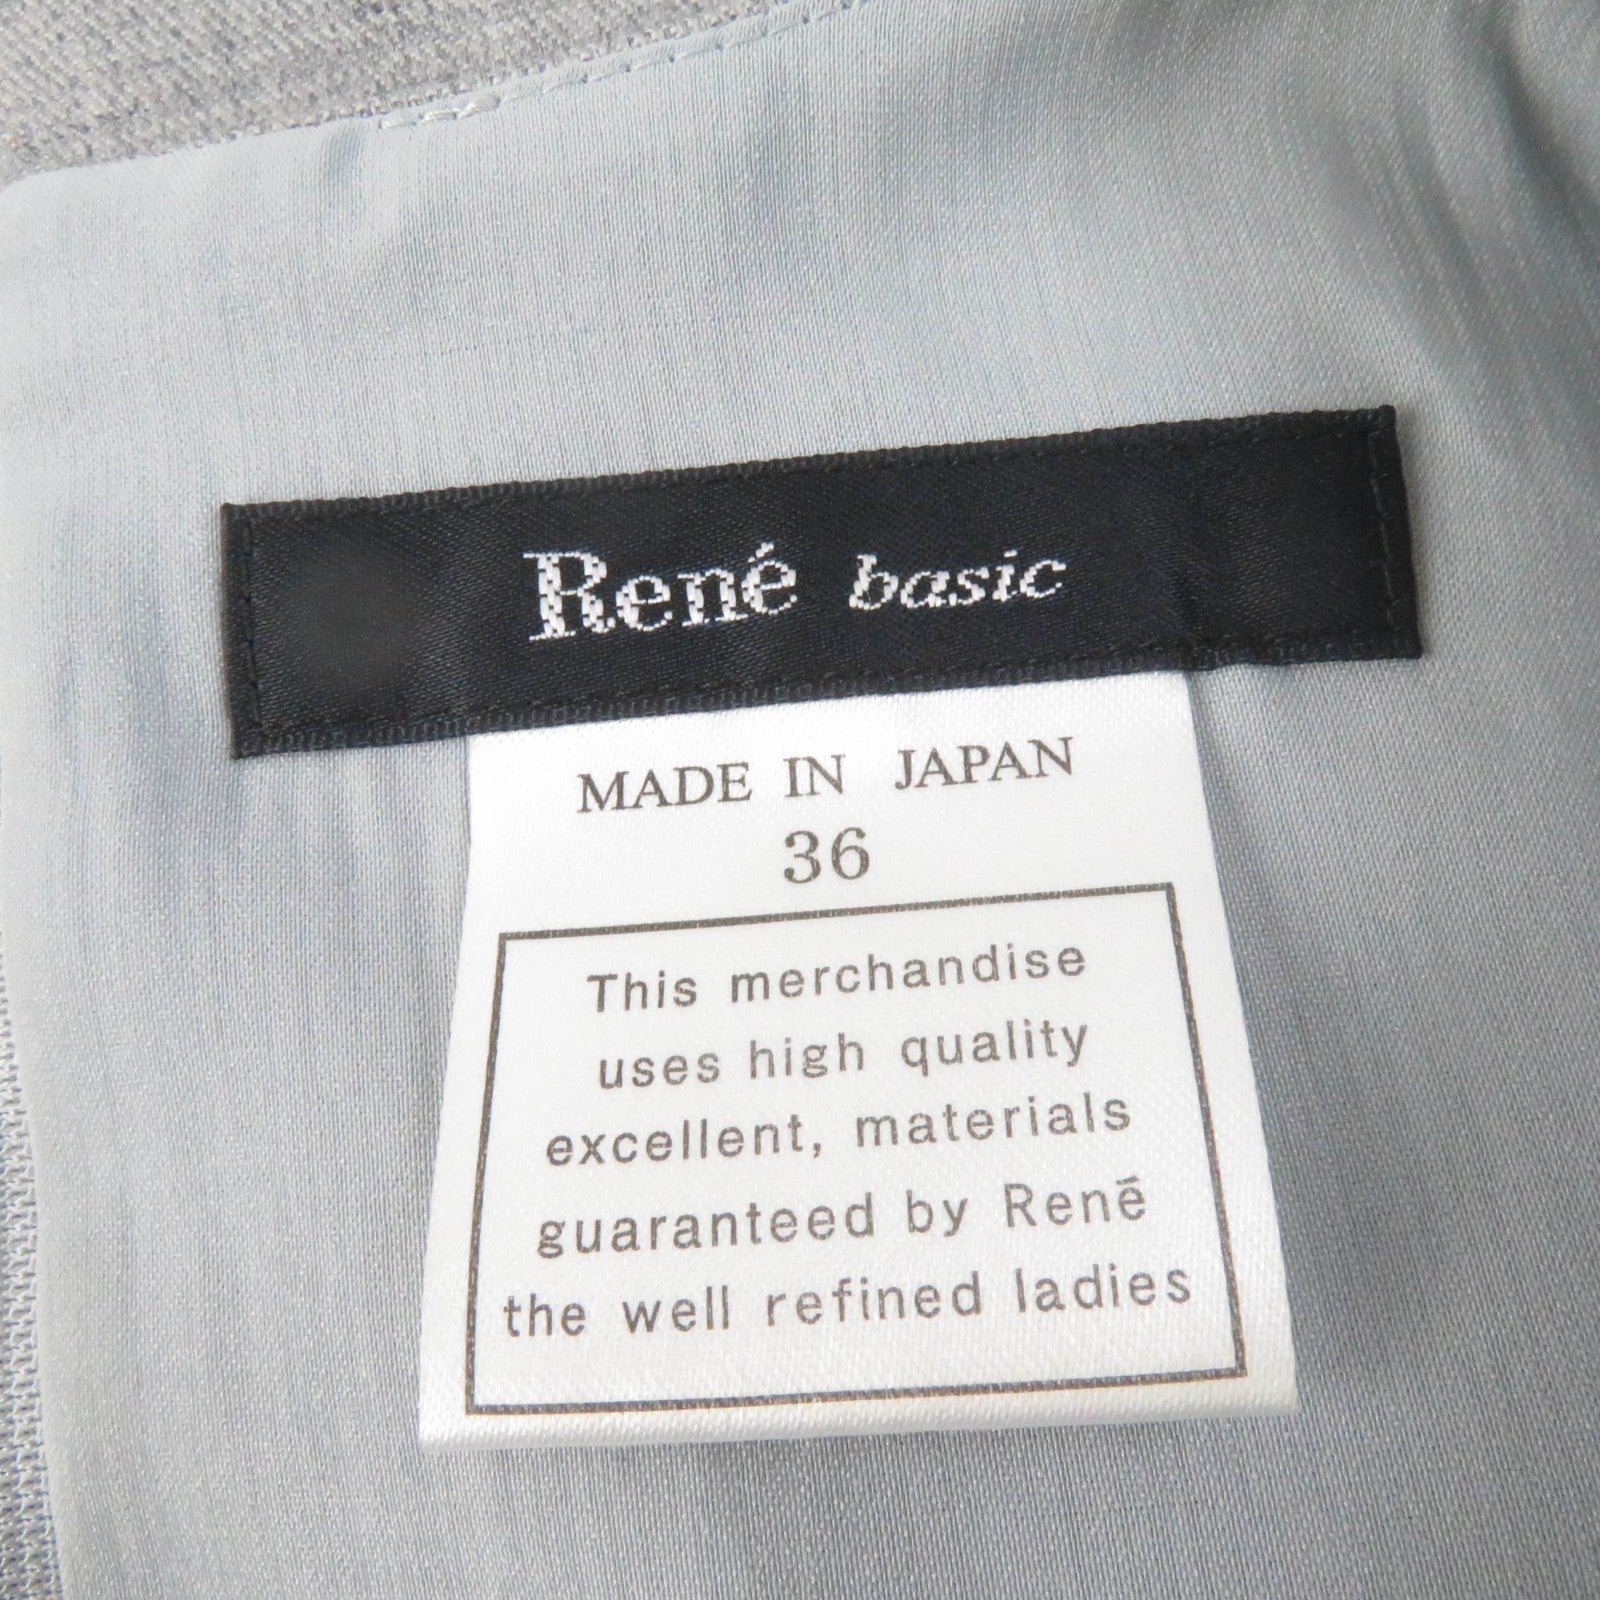 René basic
MADE IN JAPAN
36
This merchandise
uses high quality
excellent, materials
guaranteed by René
the well refined ladies